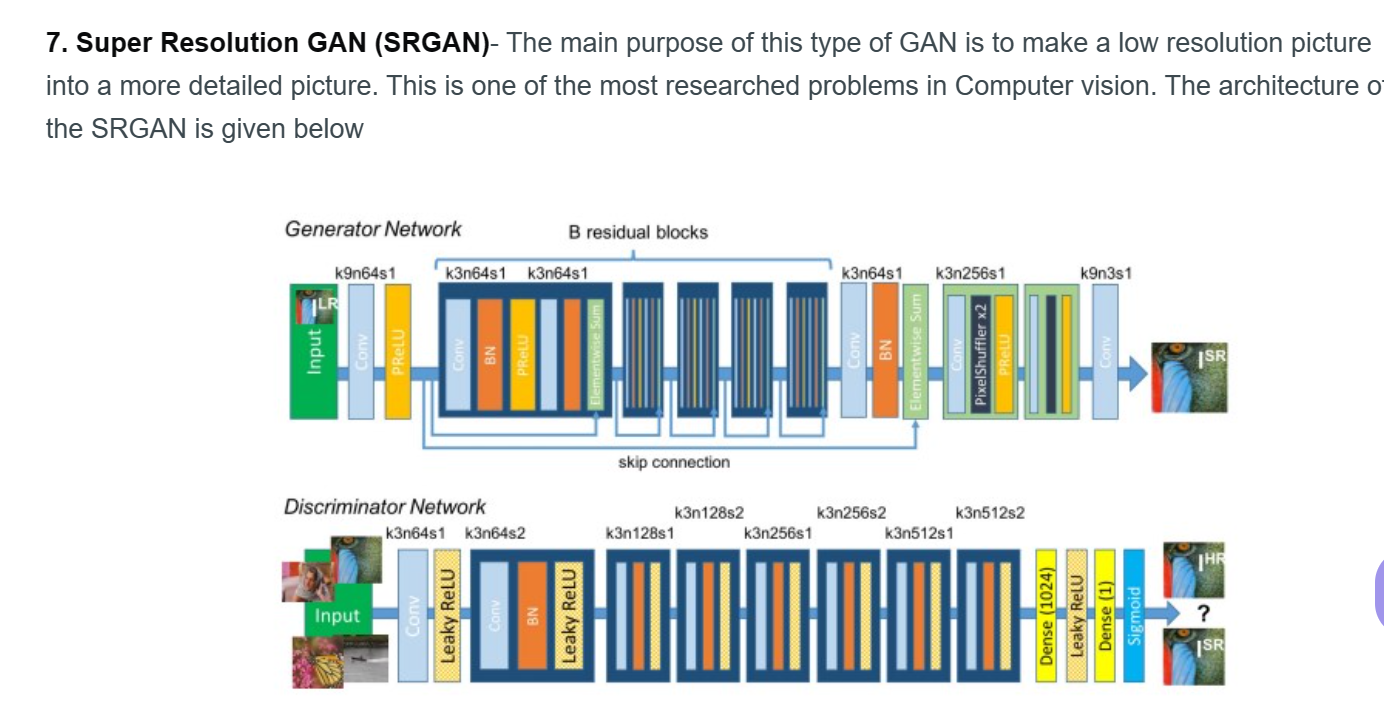 7. Super Resolution GAN (SRGAN)- The main purpose of this type of GAN is to make a low resolution picture
into a more detailed picture. This is one of the most researched problems in Computer vision. The architecture of
the SRGAN is given below
Generator Network
B residual blocks
k9n64s1
k3n64s1
k3n64s1
k3n64s1
k3n256s1
k9n3s1
Input
LR
Conv
PReLU
Conv
BN
PReLU
Elementwise Sum
Conv
BN
Elementwise Sum
Conv
PixelShuffler x2
PReLU
Conv
I SR
skip connection
Discriminator Network
k3n64s1
k3n64s2
k3n128s1
k3n128s2
k3n256s1
k3n256s2
k3n512s1
k3n512s2
Input
Conv
Leaky ReLU
Conv
BN
Leaky ReLU
Dense (1024)
Leaky ReLU
Dense (1)
Sigmoid
I HR
?
I SR